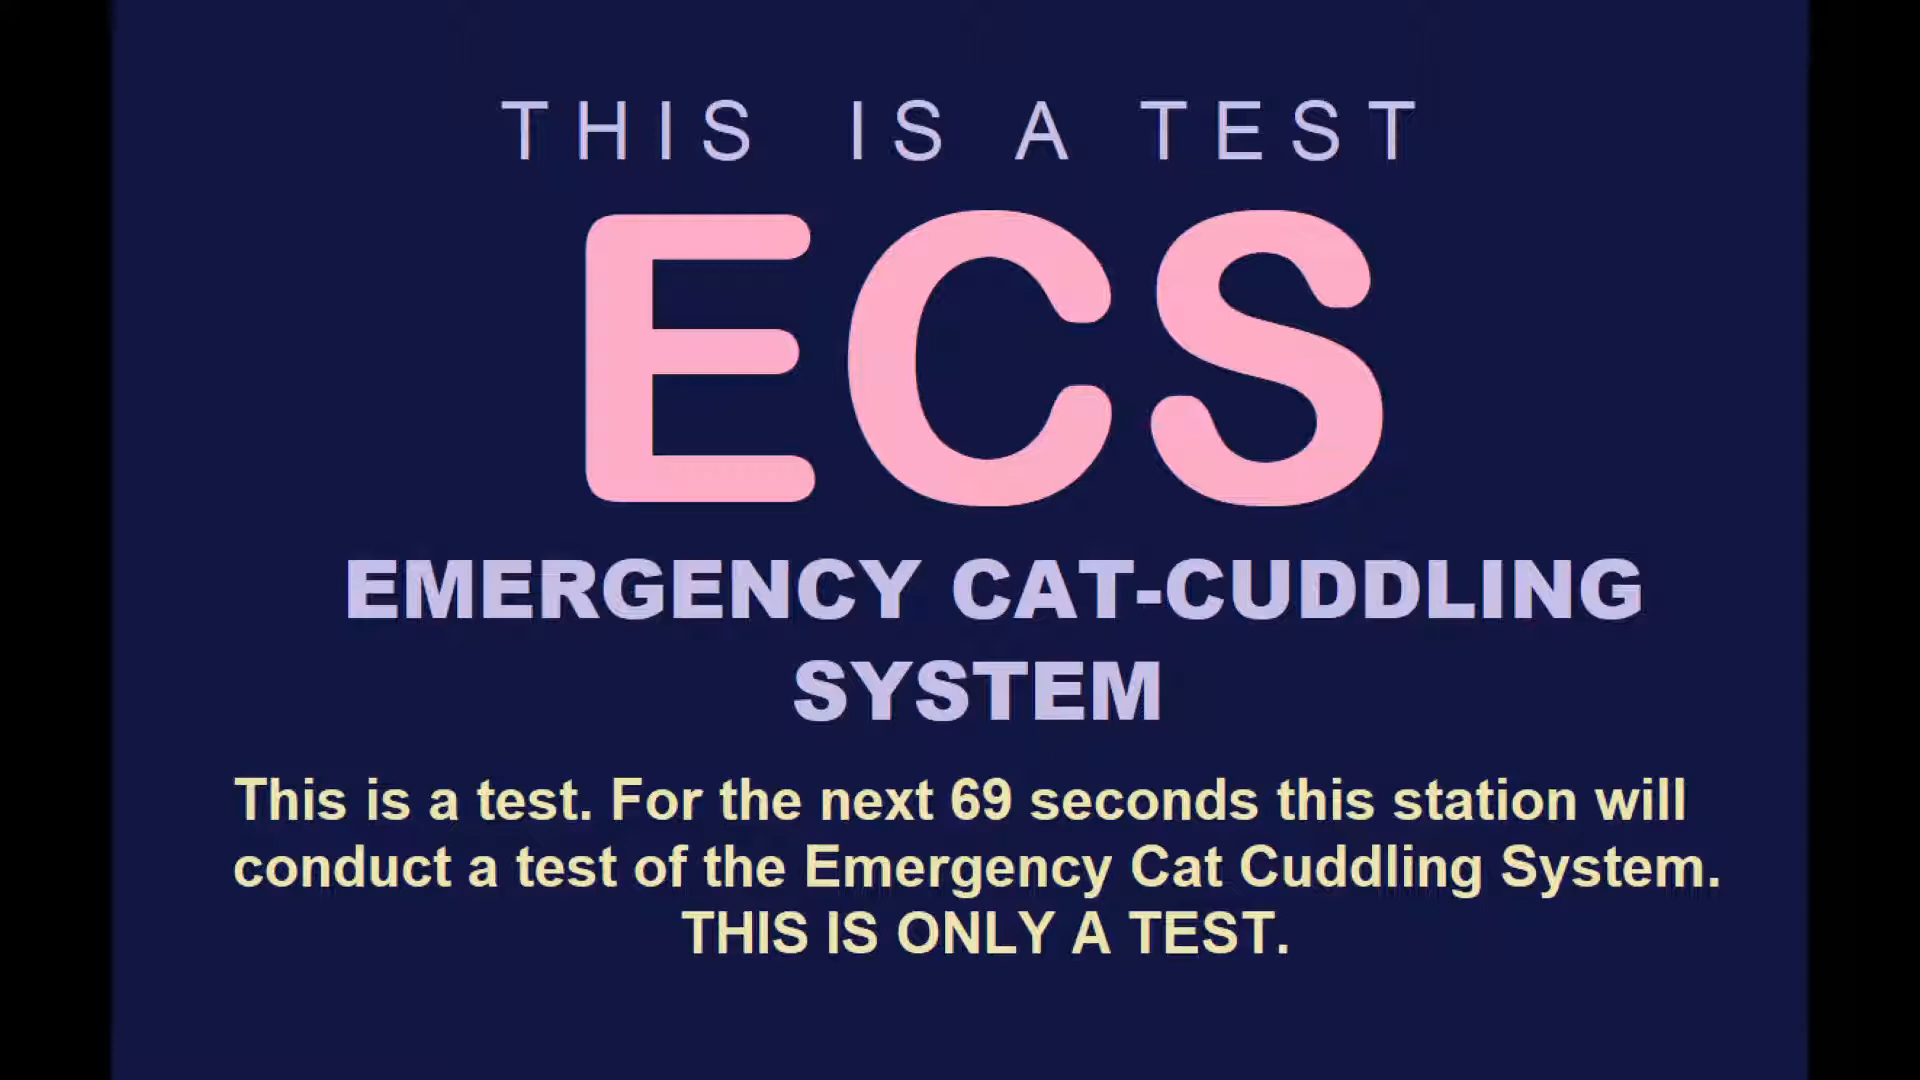 THIS IS A TEST
ECS
EMERGENCY CAT-CUDDLING
SYSTEM
This is a test. For the next 69 seconds this station will
conduct a test of the Emergency Cat Cuddling System.
THIS IS ONLY A TEST.